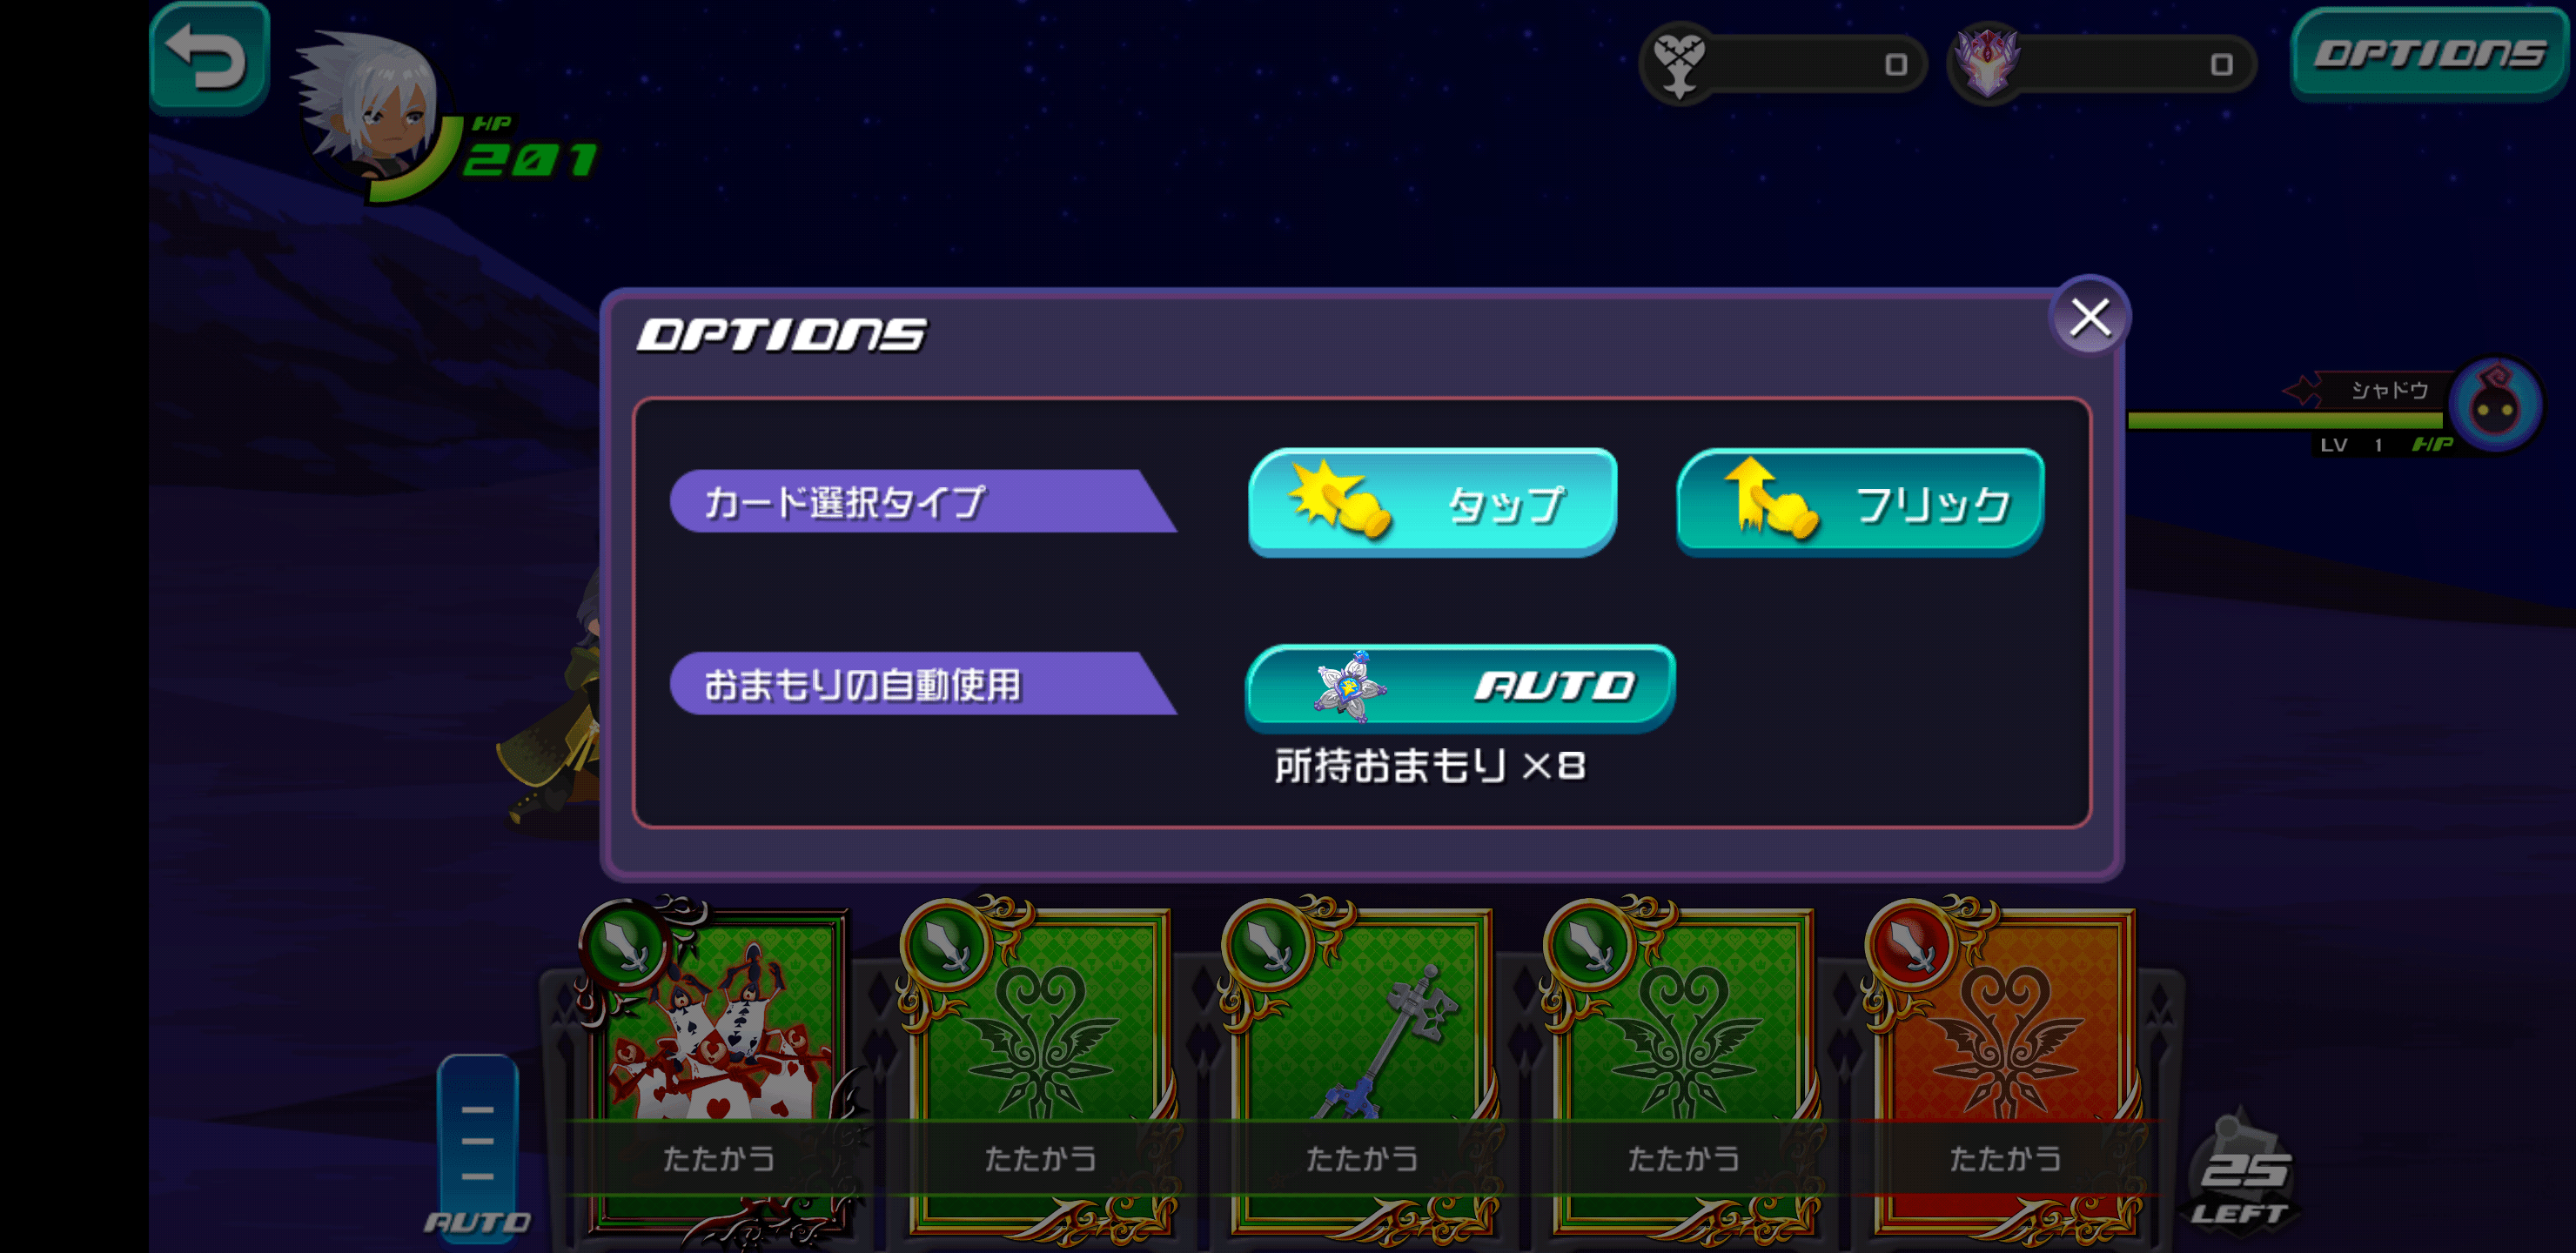 OPTIONS
0
0
HP
201
OPTIONS
シャドウ
LV 1 HP
カード選択タイプ
タップ
フリック
おまもりの自動使用
AUTO
所持おまもり×8
たたかう
たたかう
たたかう
たたかう
たたかう
AUTO
25
LEFT